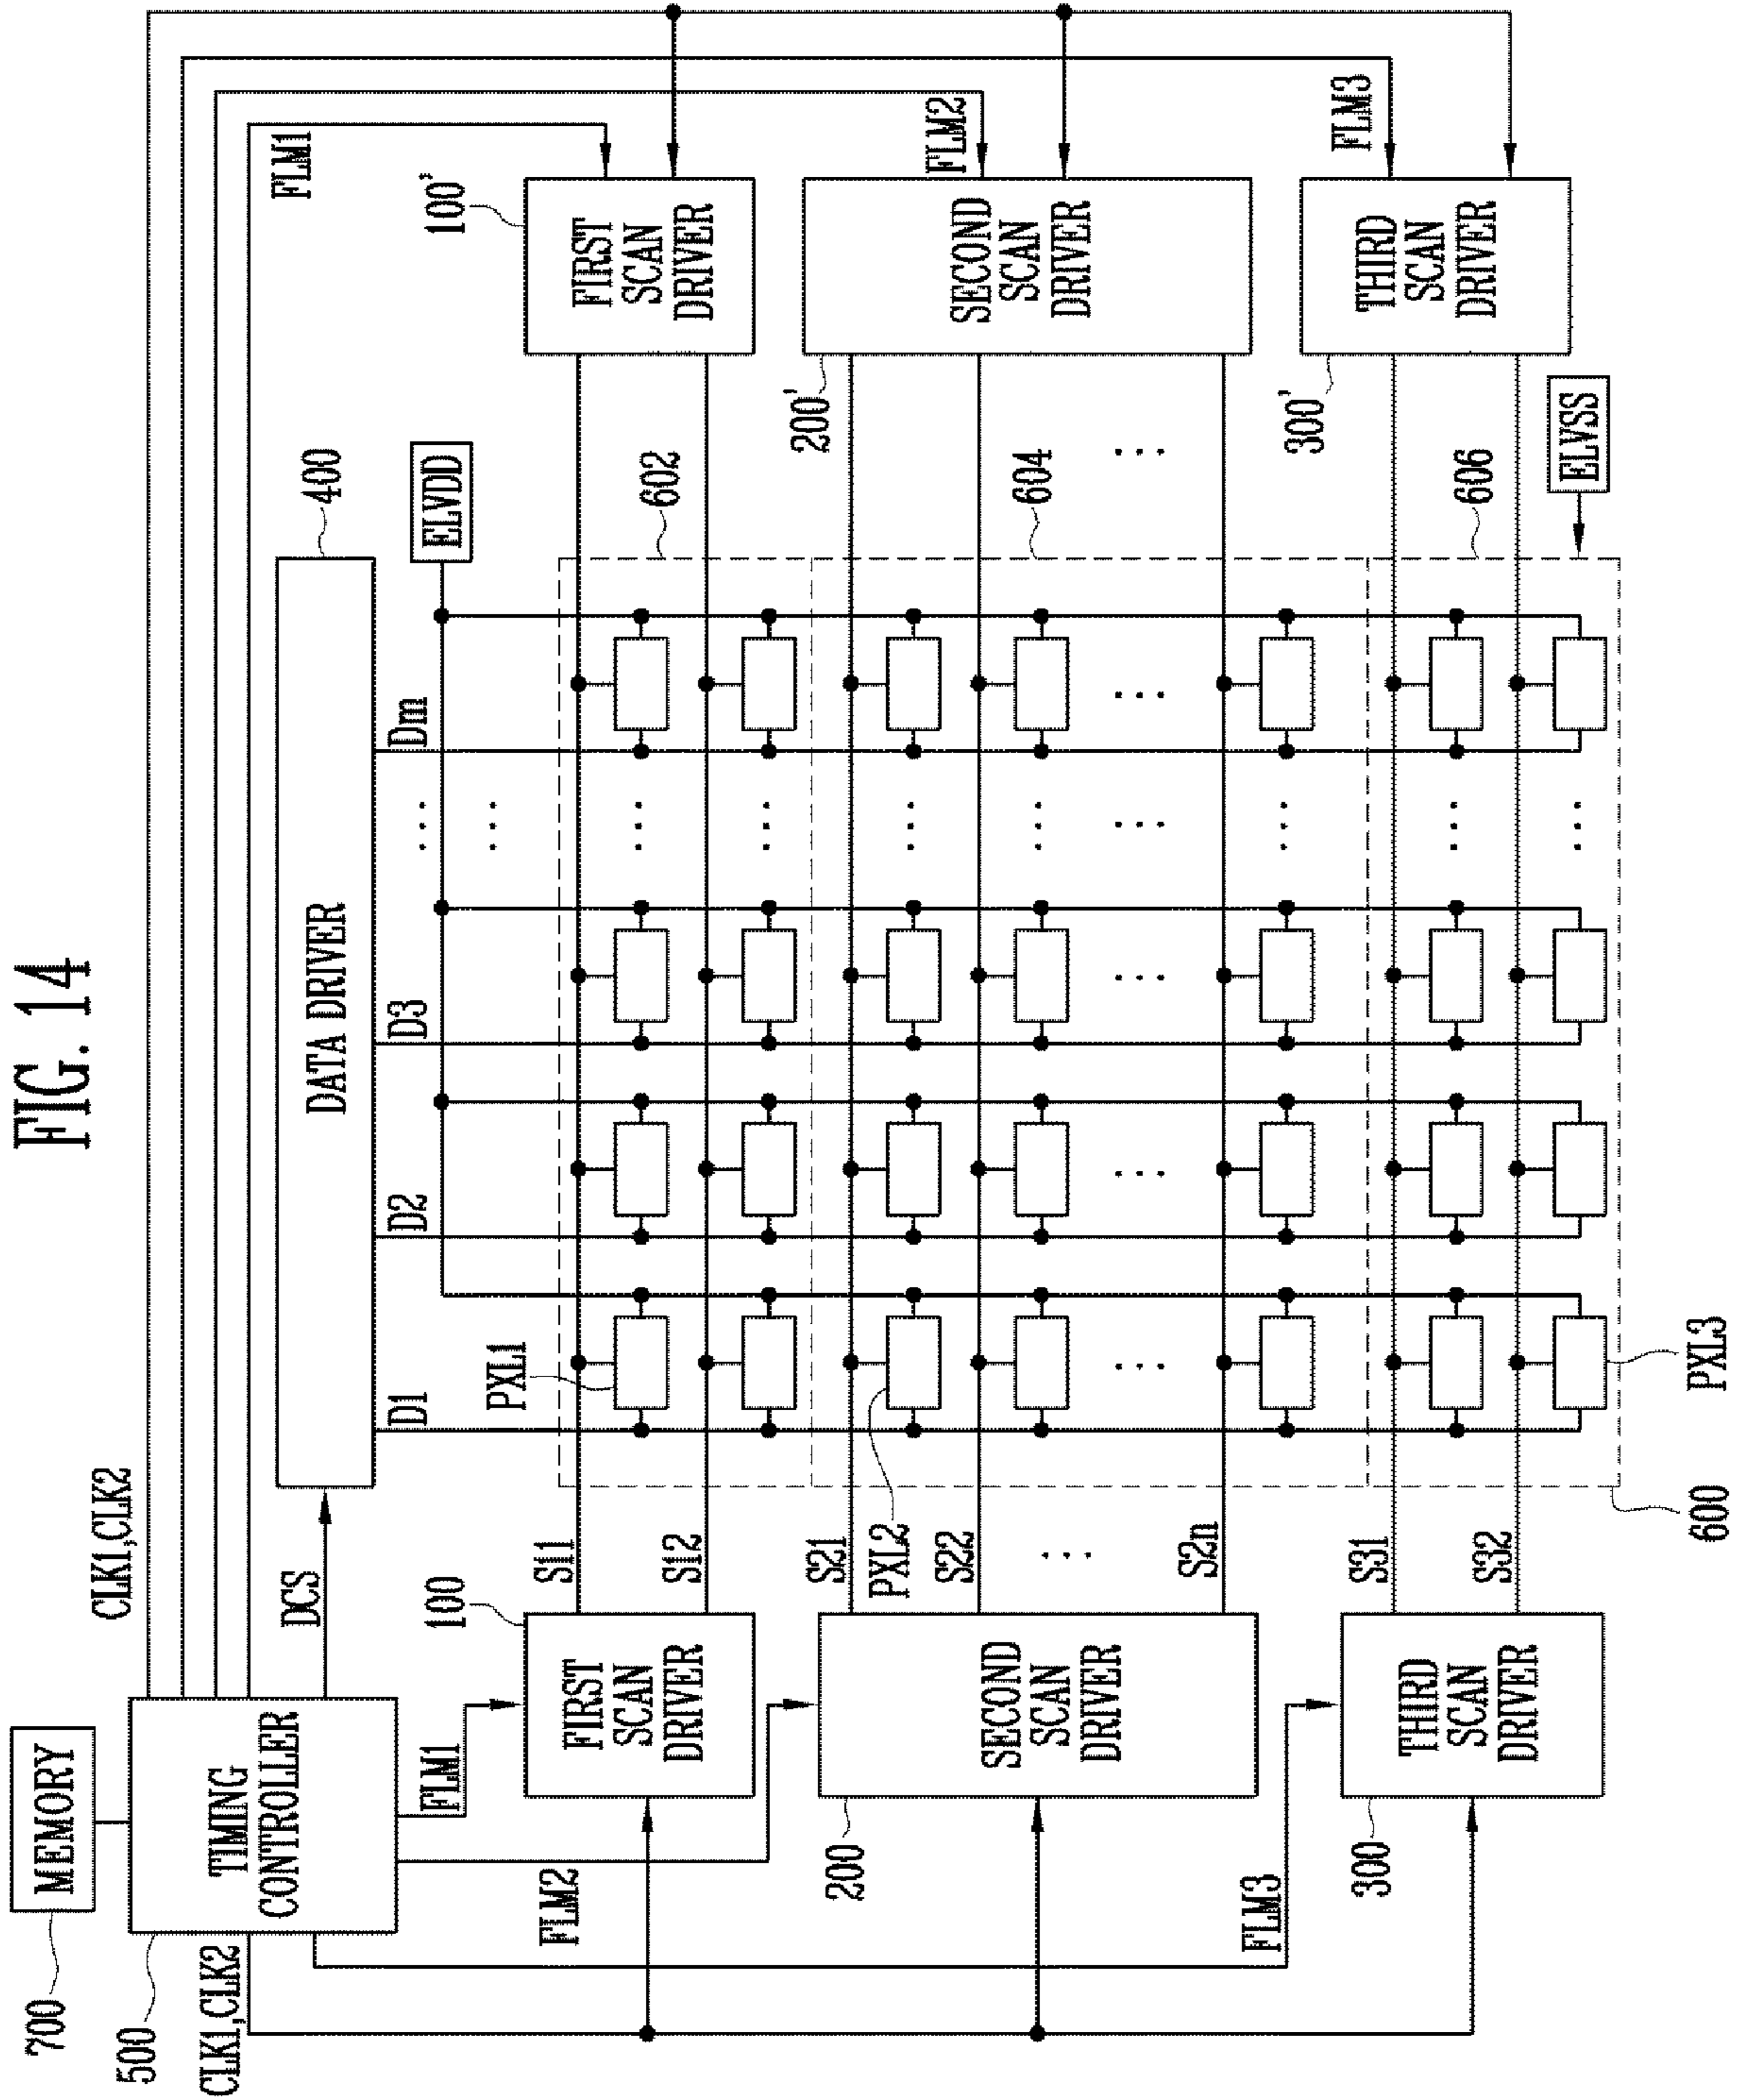 FIG. 14
700
MEMORY
500
TIMING
CONTROLLER
CLK1,CLK2
CLK1,CLK2
DCS
DATA DRIVER
400
ELVDD
FLM1
FLM1
FLM2
FLM2
FLM3
FLM3
D1
D2
D3
...
Dm
...
100
FIRST
SCAN
DRIVER
S11
S12
PXL1
602
100'
FIRST
SCAN
DRIVER
200
SECOND
SCAN
DRIVER
S21
PXL2
S22
...
S2n
604
...
200'
SECOND
SCAN
DRIVER
300
THIRD
SCAN
DRIVER
S31
S32
606
300'
THIRD
SCAN
DRIVER
ELVSS
600
PXL3